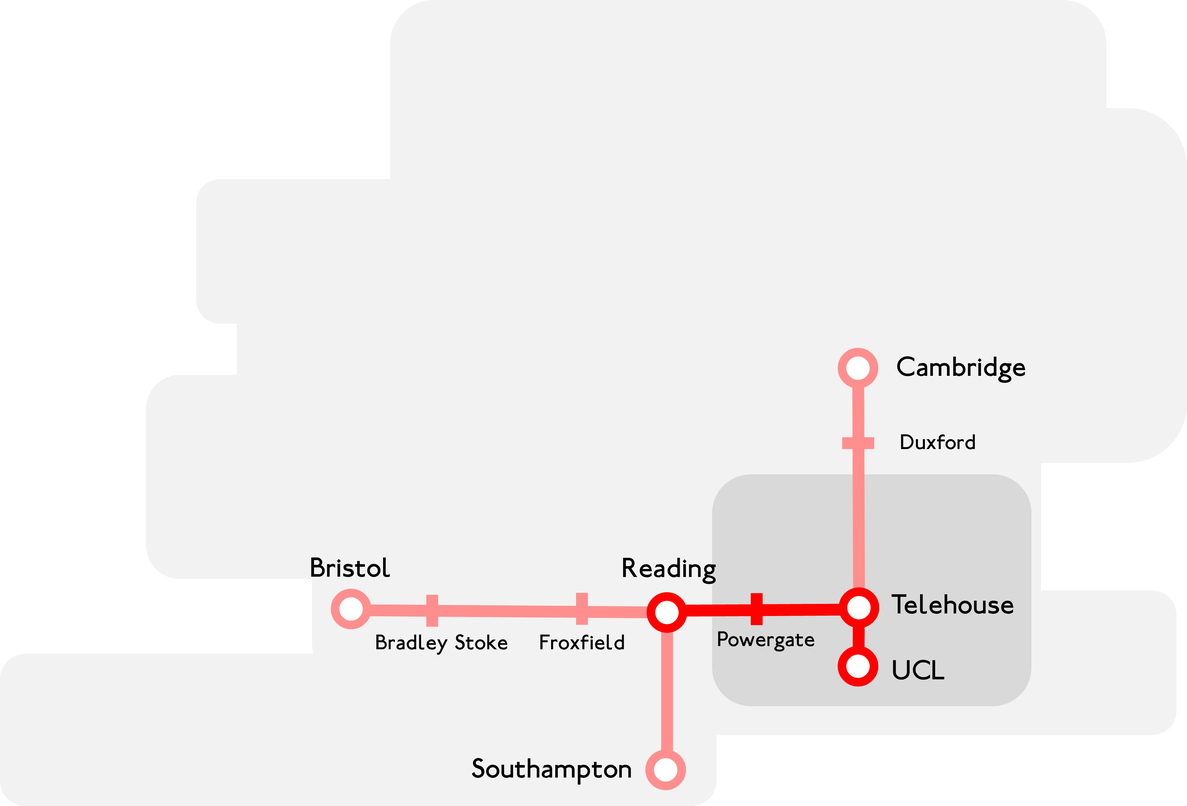 Cambridge
Duxford
Bristol
Reading
Telehouse
Bradley Stoke
Froxfield
Powergate
UCL
Southampton